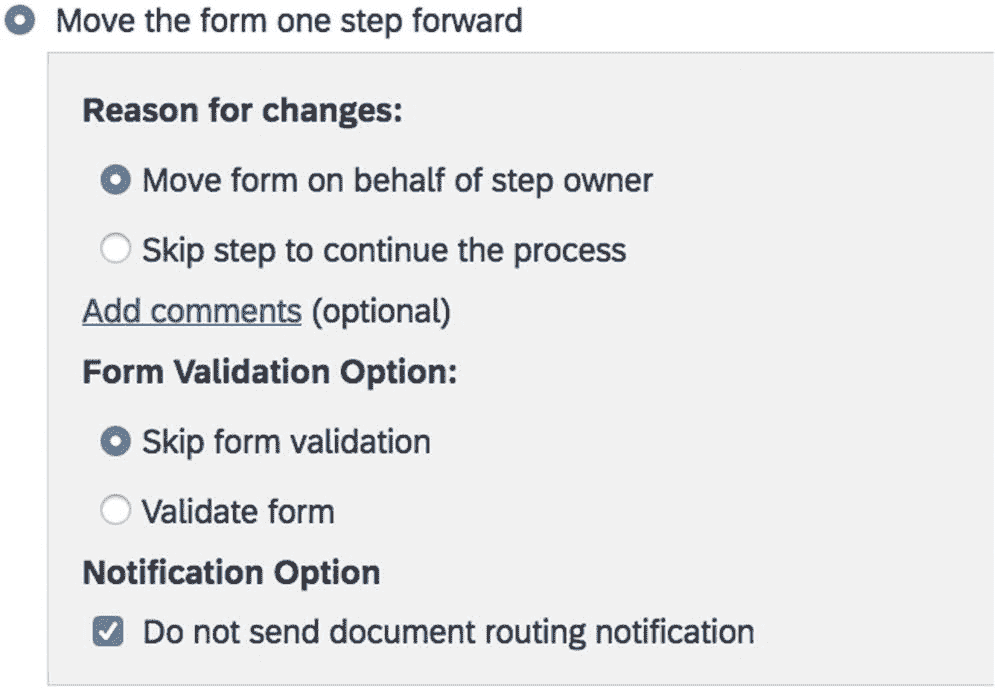 Move the form one step forward
Reason for changes:
Move form on behalf of step owner
Skip step to continue the process
Add comments (optional)
Form Validation Option:
Skip form validation
Validate form
Notification Option
Do not send document routing notification